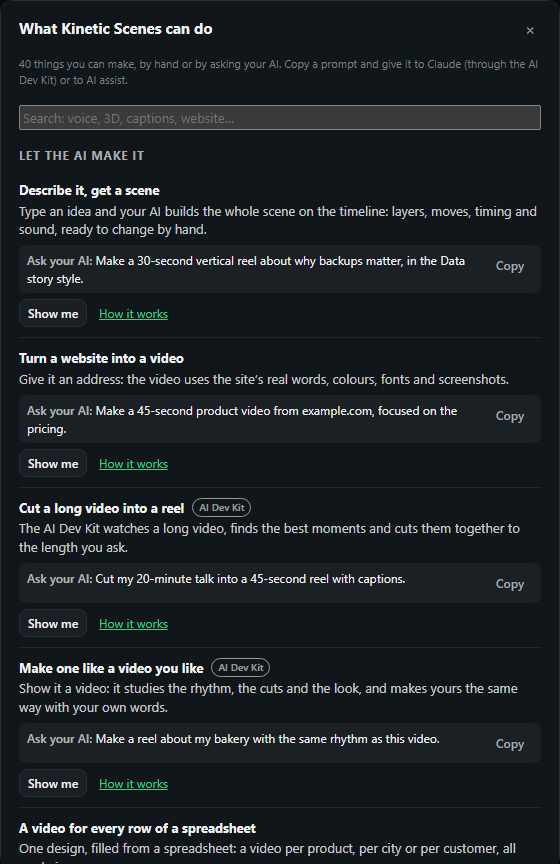 What Kinetic Scenes can do
×
40 things you can make, by hand or by asking your AI. Copy a prompt and give it to Claude (through the AI
Dev Kit) or to AI assist.
Search: voice, 3D, captions, website...
LET THE AI MAKE IT
Describe it, get a scene
Type an idea and your AI builds the whole scene on the timeline: layers, moves, timing and
sound, ready to change by hand.
Ask your AI: Make a 30-second vertical reel about why backups matter, in the Data
story style.
Copy
Show me How it works
Turn a website into a video
Give it an address: the video uses the site's real words, colours, fonts and screenshots.
Ask your AI: Make a 45-second product video from example.com, focused on the
pricing.
Copy
Show me How it works
Cut a long video into a reel AI Dev Kit
The AI Dev Kit watches a long video, finds the best moments and cuts them together to
the length you ask.
Ask your AI: Cut my 20-minute talk into a 45-second reel with captions.
Copy
Show me How it works
Make one like a video you like AI Dev Kit
Show it a video: it studies the rhythm, the cuts and the look, and makes yours the same
way with your own words.
Ask your AI: Make a reel about my bakery with the same rhythm as this video.
Copy
Show me How it works
A video for every row of a spreadsheet
One design, filled from a spreadsheet: a video per product, per city or per customer, all